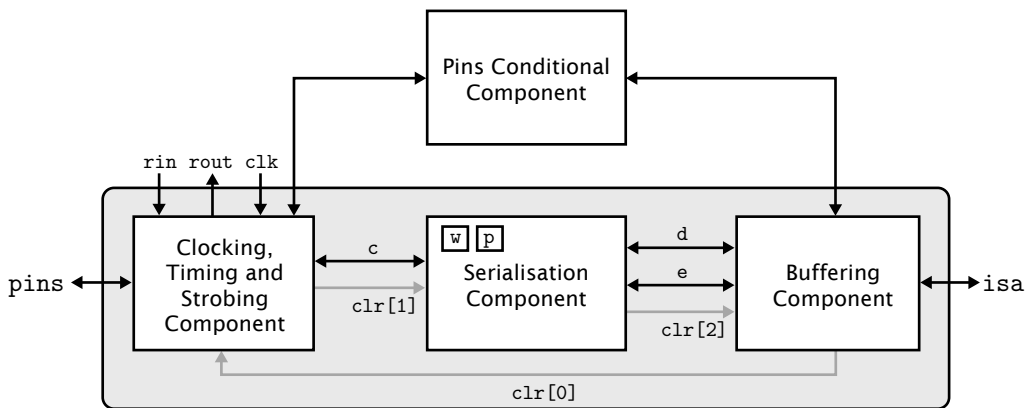 Pins Conditional
Component
rin rout clk
pins
Clocking,
Timing and
Strobing
Component
c
clr[1]
w p
Serialisation
Component
d
e
clr[2]
Buffering
Component
isa
clr[0]